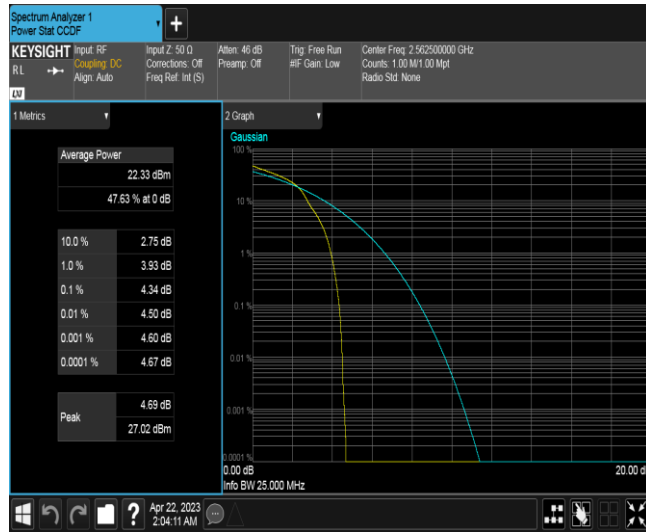 Spectrum Analyzer 1
Power Stat CCDF
KEYSIGHT
RL
LXI
Input: RF
Coupling: DC
Align: Auto
Input Z: 50 Ω
Corrections: Off
Freq Ref: Int (S)
Atten: 46 dB
Preamp: Off
Trig: Free Run
#IF Gain: Low
Center Freq: 2.562500000 GHz
Counts: 1.00 M/1.00 Mpt
Radio Std: None
1 Metrics
Average Power
22.33 dBm
47.63 % at 0 dB
10.0 % 2.75 dB
1.0 % 3.93 dB
0.1 % 4.34 dB
0.01 % 4.50 dB
0.001 % 4.60 dB
0.0001 % 4.67 dB
Peak
4.69 dB
27.02 dBm
2 Graph
Gaussian
100 %
10 %
1 %
0.1 %
0.01 %
0.001 %
0.0001 %
0.00 dB
20.00 d
Info BW 25.000 MHz
?
Apr 22, 2023
2:04:11 AM